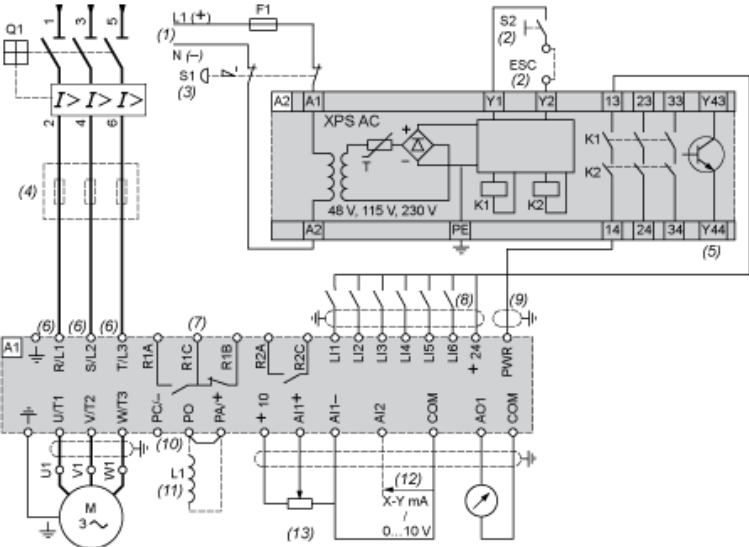 1 3 5
Q1
I> I> I>
2 4 6
(4)
L1 (+)
F1
(1)
N (–)
S1
(3)
S2
(2)
ESC
(2)
A2 A1 Y1 Y2 13 23 33 Y43
XPS AC
+
–
T
K1
K2
K1 K2
48 V, 115 V, 230 V
A2 PE 14 24 34 Y44
(5)
(8)
(9)
(6) (6) (6) (7)
A1
R/L1 S/L2 T/L3 R1A R1C R1B R2A R2C LI1 LI2 LI3 LI4 LI5 LI6 + 24 PWR
U/T1 V/T2 W/T3 PC/– PO PA/+ + 10 AI1+ AI1– AI2 COM AO1 COM
(10)
U1 V1 W1
L1
(11)
(12)
X-Y mA
/
0...10 V
M
3 ~
(13)